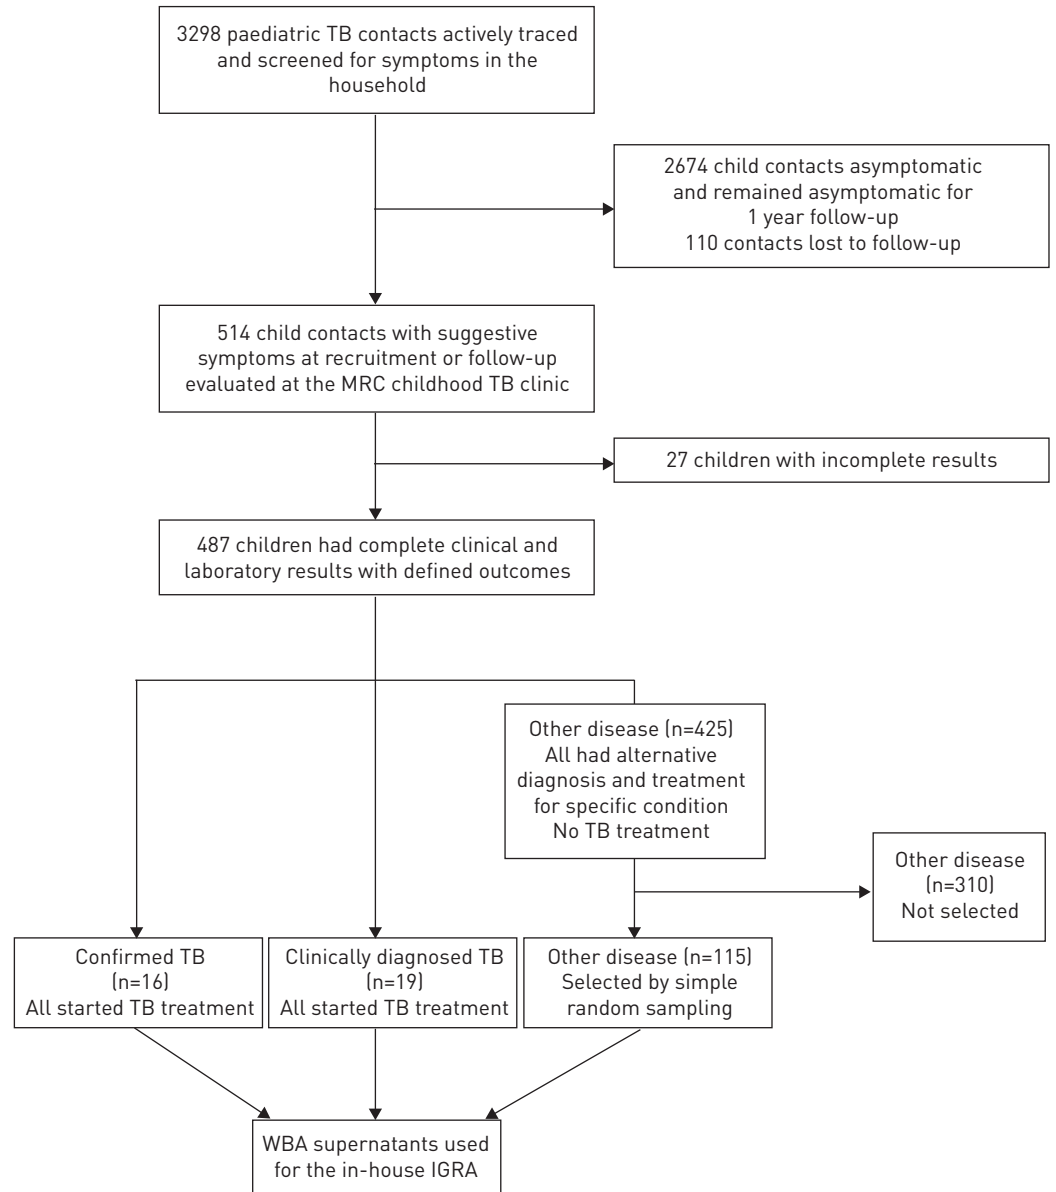 3298 paediatric TB contacts actively traced
and screened for symptoms in the
household
2674 child contacts asymptomatic
and remained asymptomatic for
1 year follow-up
110 contacts lost to follow-up
514 child contacts with suggestive
symptoms at recruitment or follow-up
evaluated at the MRC childhood TB clinic
27 children with incomplete results
487 children had complete clinical and
laboratory results with defined outcomes
Other disease (n=425)
All had alternative
diagnosis and treatment
for specific condition
No TB treatment
Other disease
(n=310)
Not selected
Confirmed TB
(n=16)
All started TB treatment
Clinically diagnosed TB
(n=19)
All started TB treatment
Other disease (n=115)
Selected by simple
random sampling
WBA supernatants used
for the in-house IGRA